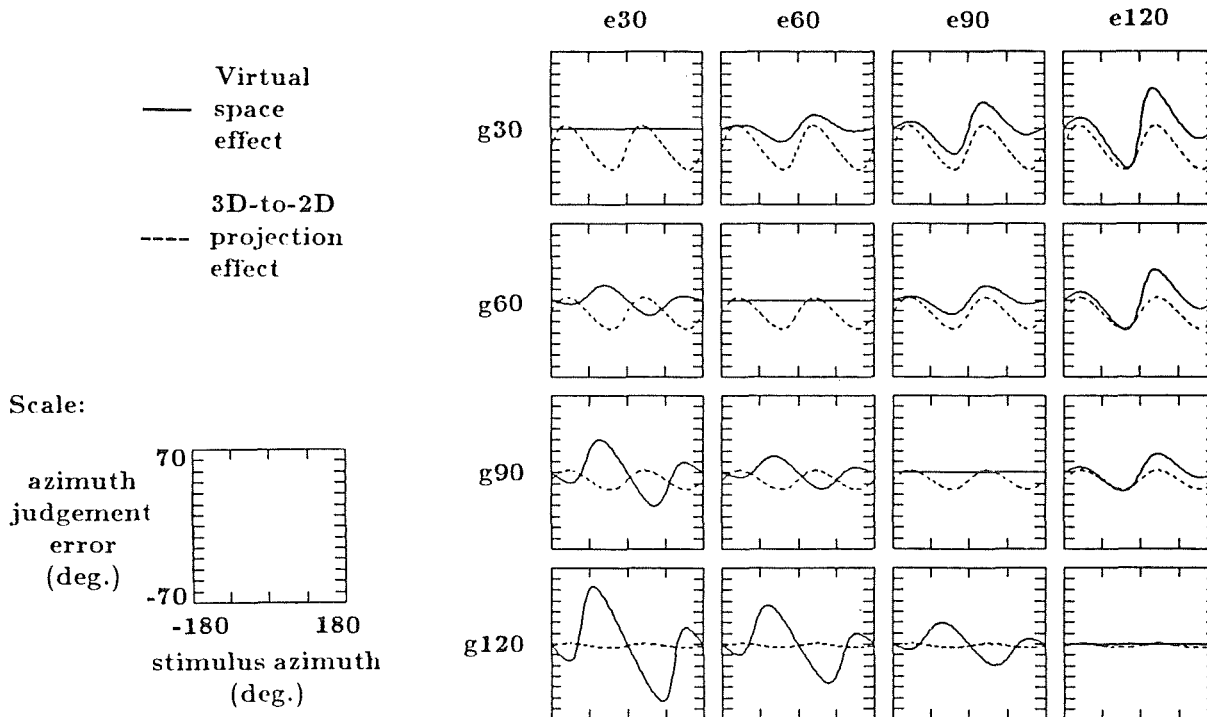 e30 e60 e90 e120
Virtual
space
effect
g30
3D-to-2D
projection
effect
g60
Scale:
70
azimuth
judgement
error
(deg.)
-70
-180 180
stimulus azimuth
(deg.)
g90
g120